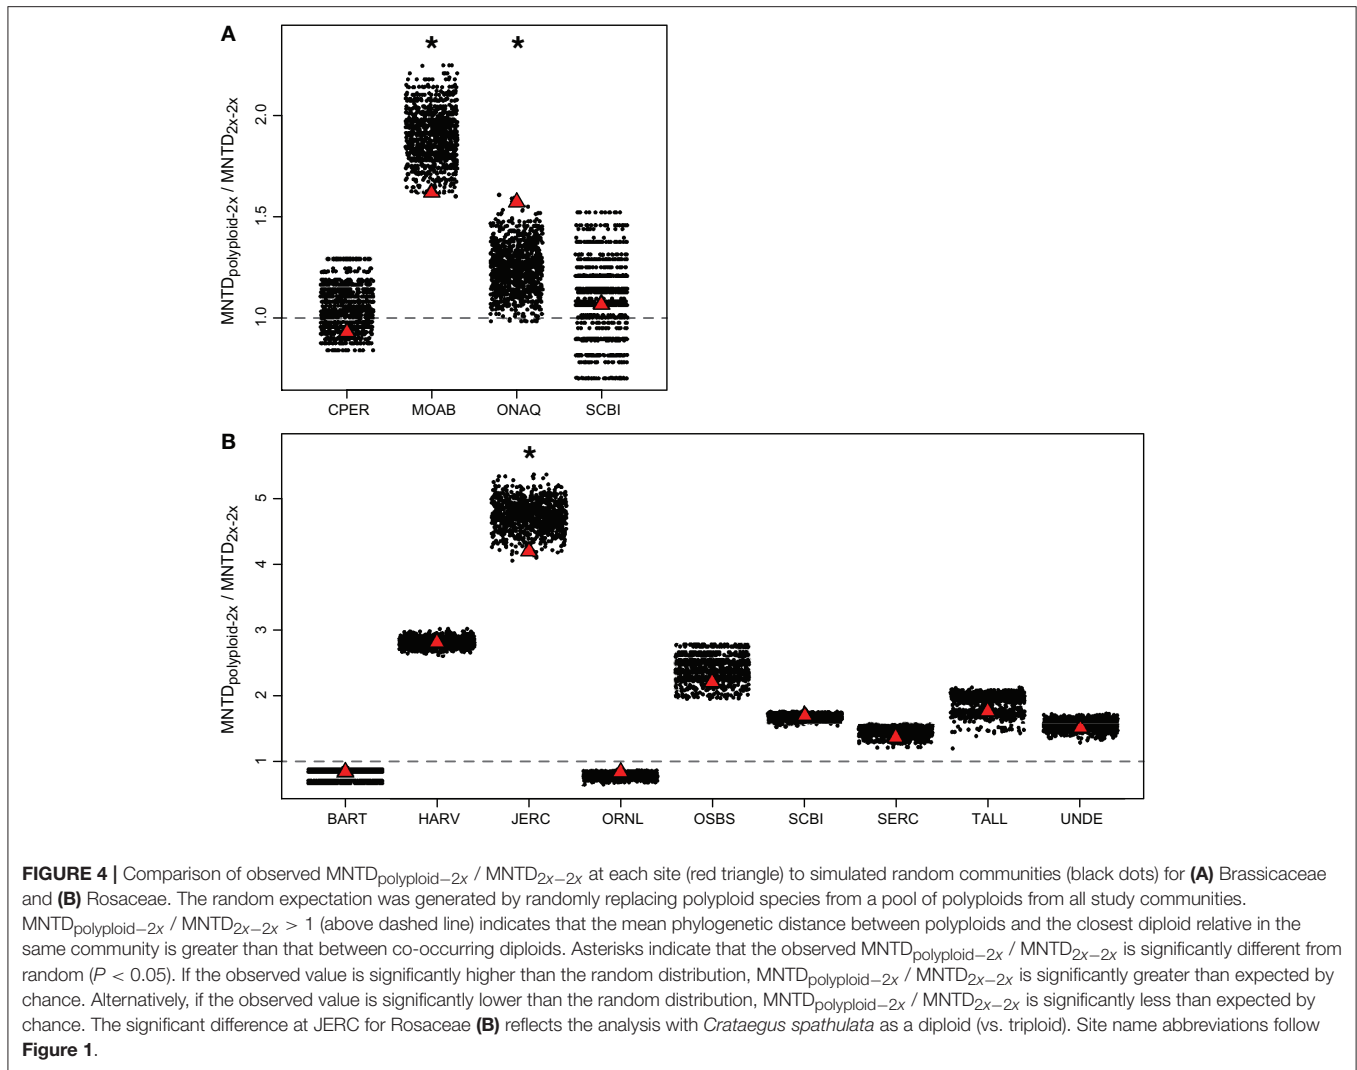 A
*
*
MNTDpolyploid-2x / MNTD2x-2x
2.0
1.5
1.0
CPER MOAB ONAQ SCBI
B
*
MNTDpolyploid-2x / MNTD2x-2x
5
4
3
2
1
BART HARV JERC ORNL OSBS SCBI SERC TALL UNDE
FIGURE 4 | Comparison of observed MNTDpolyploid−2x / MNTD2x−2x at each site (red triangle) to simulated random communities (black dots) for (A) Brassicaceae
and (B) Rosaceae. The random expectation was generated by randomly replacing polyploid species from a pool of polyploids from all study communities.
MNTDpolyploid−2x / MNTD2x−2x > 1 (above dashed line) indicates that the mean phylogenetic distance between polyploids and the closest diploid relative in the
same community is greater than that between co-occurring diploids. Asterisks indicate that the observed MNTDpolyploid−2x / MNTD2x−2x is significantly different from
random (P < 0.05). If the observed value is significantly higher than the random distribution, MNTDpolyploid−2x / MNTD2x−2x is significantly greater than expected by
chance. Alternatively, if the observed value is significantly lower than the random distribution, MNTDpolyploid−2x / MNTD2x−2x is significantly less than expected by
chance. The significant difference at JERC for Rosaceae (B) reflects the analysis with Crataegus spathulata as a diploid (vs. triploid). Site name abbreviations follow
Figure 1.